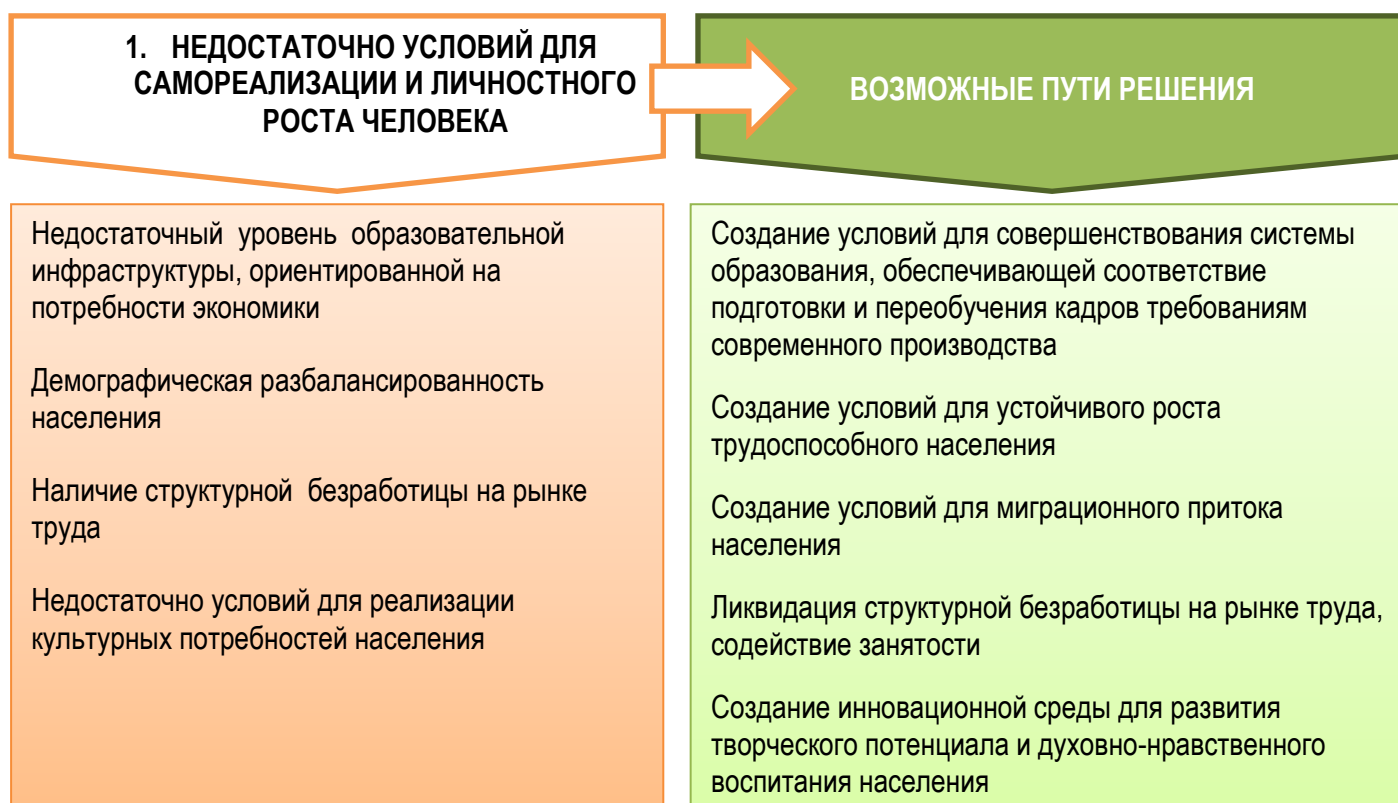 1. НЕДОСТАТОЧНО УСЛОВИЙ ДЛЯ
САМОРЕАЛИЗАЦИИ И ЛИЧНОСТНОГО
РОСТА ЧЕЛОВЕКА
ВОЗМОЖНЫЕ ПУТИ РЕШЕНИЯ
Недостаточный уровень образовательной
инфраструктуры, ориентированной на
потребности экономики
Демографическая разбалансированность
населения
Наличие структурной безработицы на рынке
труда
Недостаточно условий для реализации
культурных потребностей населения
Создание условий для совершенствования системы
образования, обеспечивающей соответствие
подготовки и переобучения кадров требованиям
современного производства
Создание условий для устойчивого роста
трудоспособного населения
Создание условий для миграционного притока
населения
Ликвидация структурной безработицы на рынке труда,
содействие занятости
Создание инновационной среды для развития
творческого потенциала и духовно-нравственного
воспитания населения